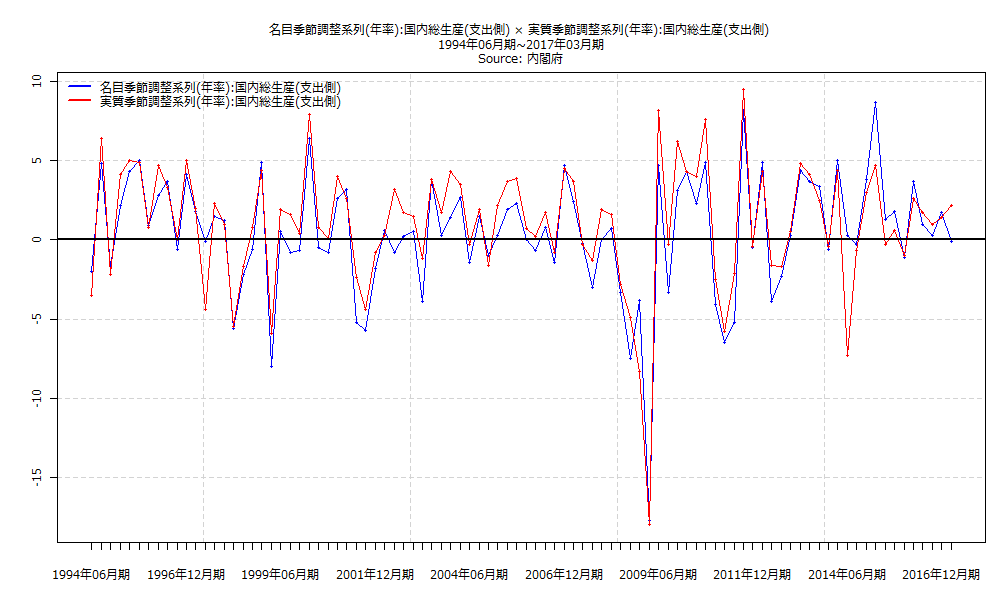 名目季節調整系列(年率):国内総生産(支出側) × 実質季節調整系列(年率):国内総生産(支出側)
1994年06月期~2017年03月期
Source: 内閣府
名目季節調整系列(年率):国内総生産(支出側)
実質季節調整系列(年率):国内総生産(支出側)
10
5
0
-5
-10
-15
1994年06月期 1996年12月期 1999年06月期 2001年12月期 2004年06月期 2006年12月期 2009年06月期 2011年12月期 2014年06月期 2016年12月期